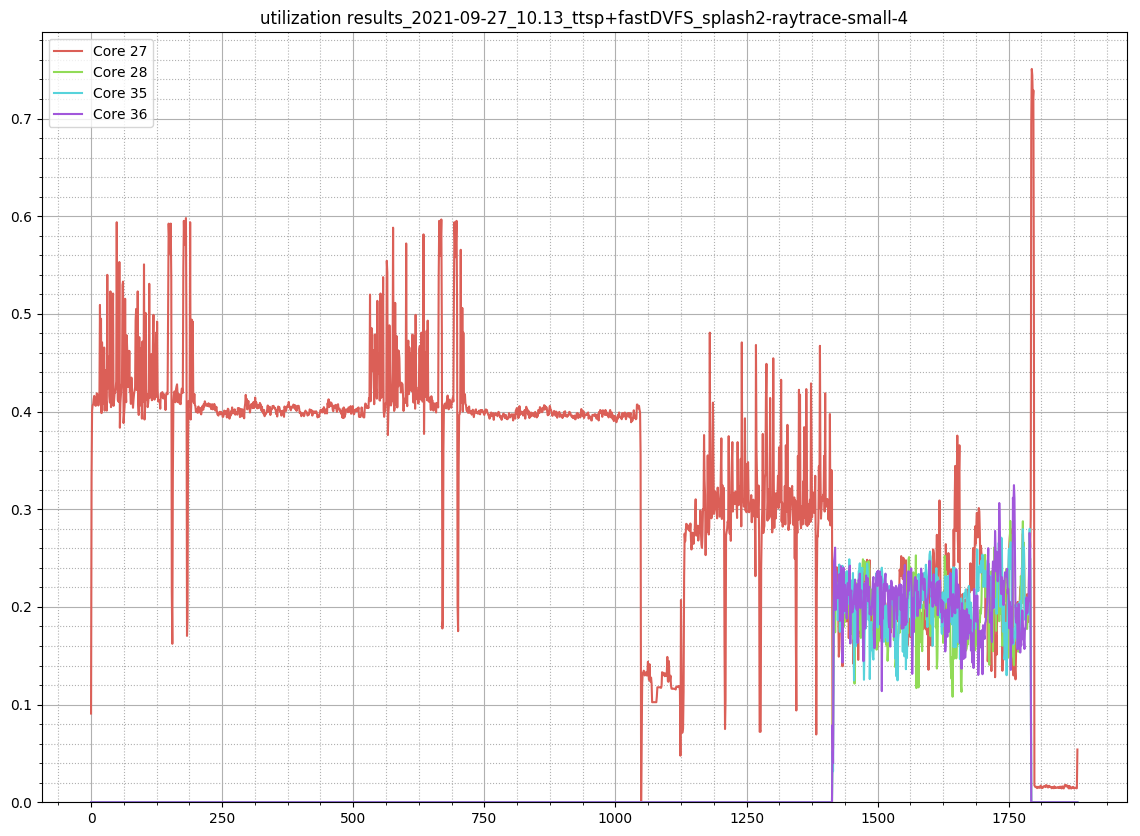 utilization results_2021-09-27_10.13_ttsp+fastDVFS_splash2-raytrace-small-4
Core 27
Core 28
Core 35
Core 36
0.7
0.6
0.5
0.4
0.3
0.2
0.1
0.0
0 250 500 750 1000 1250 1500 1750